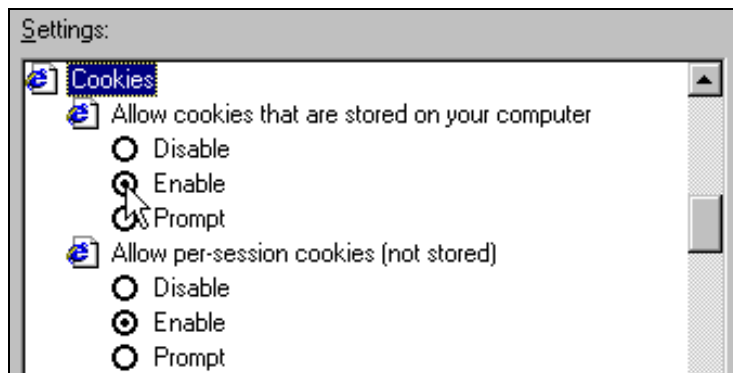 Settings:
Cookies
Allow cookies that are stored on your computer
Disable
Enable
Prompt
Allow per-session cookies (not stored)
Disable
Enable
Prompt